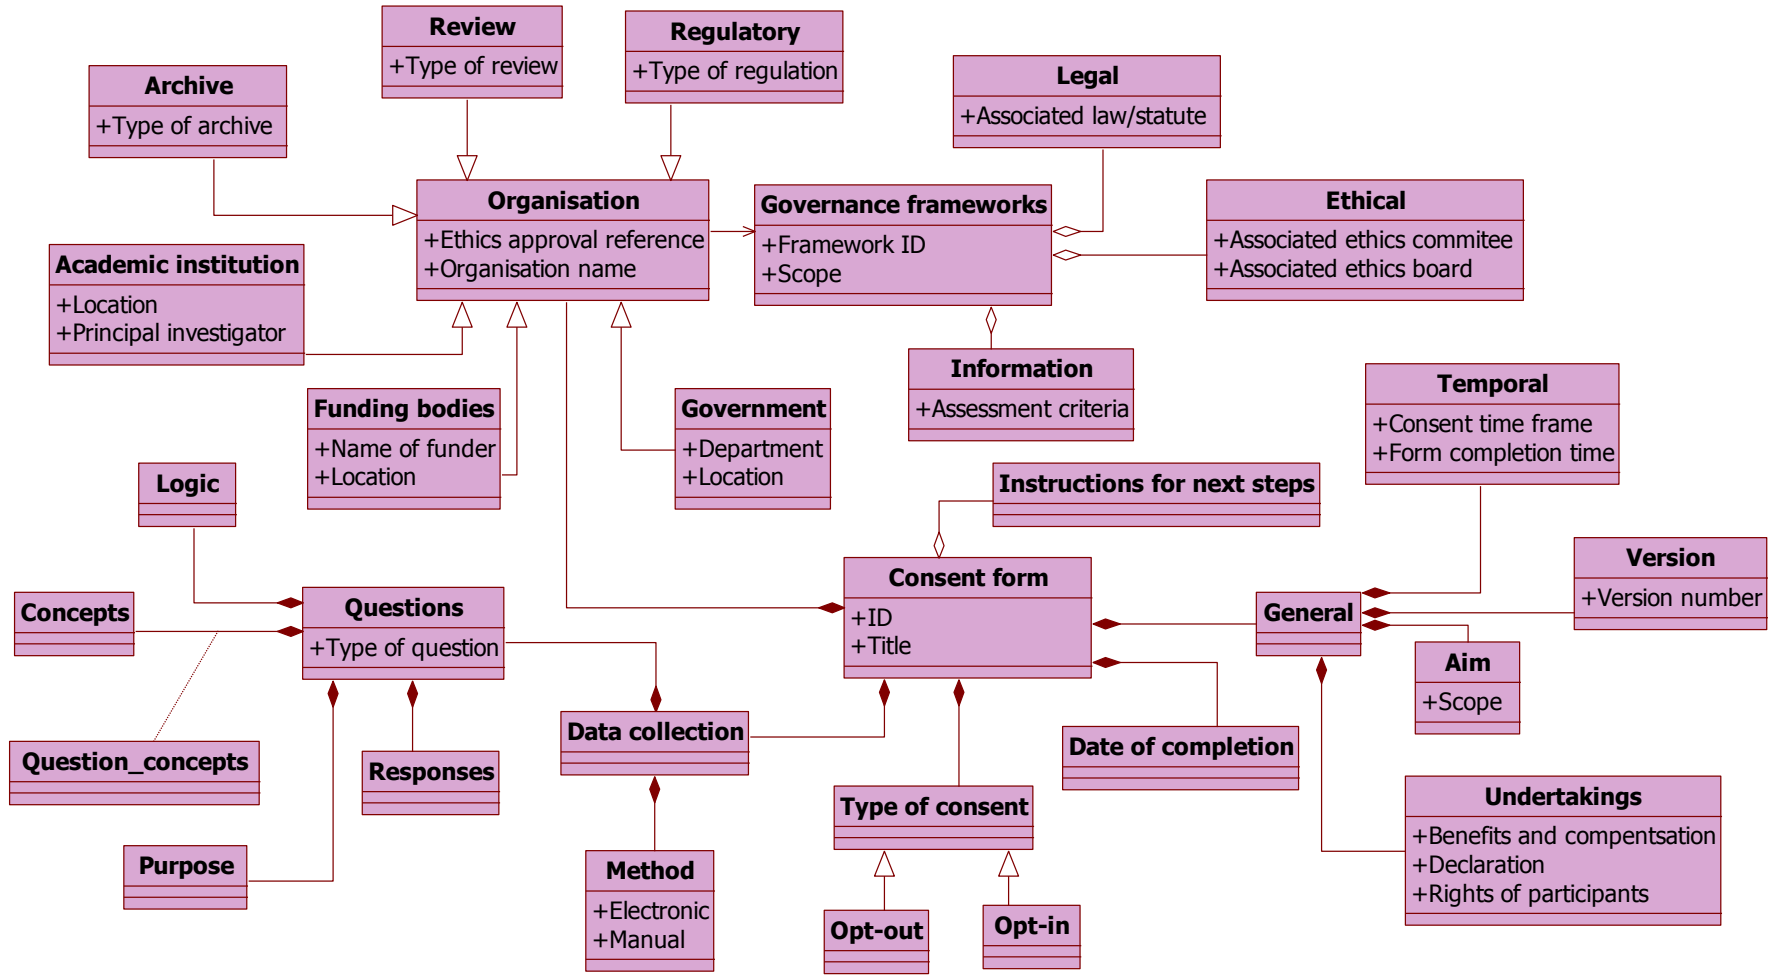 Review
+Type of review
Regulatory
+Type of regulation
Archive
+Type of archive
Legal
+Associated law/statute
Organisation
+Ethics approval reference
+Organisation name
Governance frameworks
+Framework ID
+Scope
Ethical
+Associated ethics commitee
+Associated ethics board
Academic institution
+Location
+Principal investigator
Information
+Assessment criteria
Funding bodies
+Name of funder
+Location
Government
+Department
+Location
Temporal
+Consent time frame
+Form completion time
Logic
Instructions for next steps
Concepts
Questions
+Type of question
Consent form
+ID
+Title
General
Version
+Version number
Aim
+Scope
Question_concepts
Responses
Data collection
Date of completion
Type of consent
Undertakings
+Benefits and compentsation
+Declaration
+Rights of participants
Purpose
Method
+Electronic
+Manual
Opt-out
Opt-in